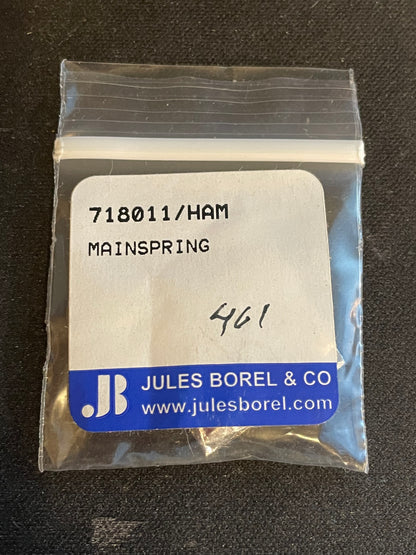 718011/HAM
MAINSPRING
461
JB JULES BOREL & CO
www.julesborel.com